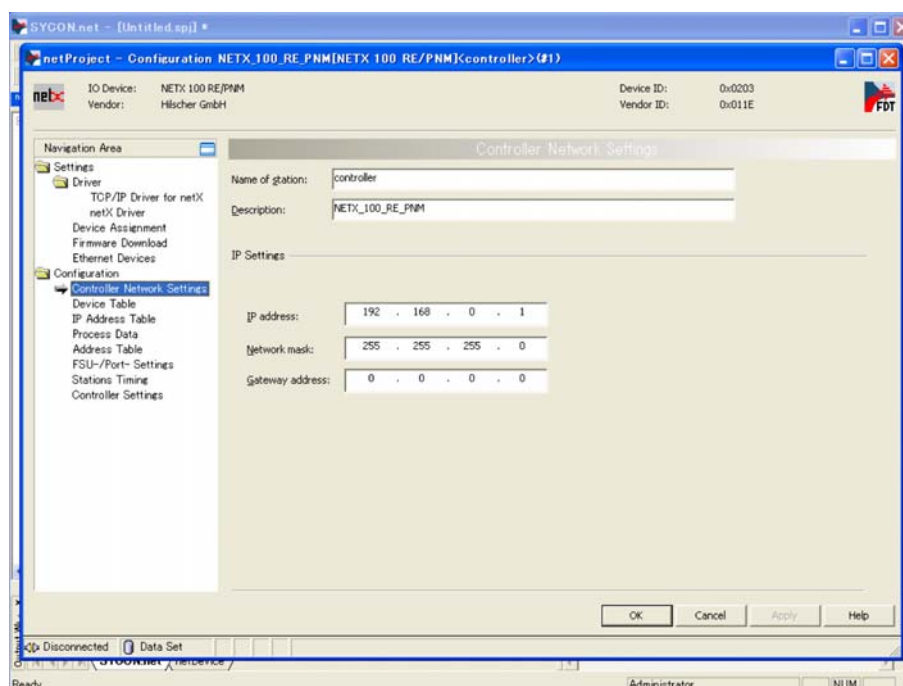 SYCON.net - [Untitled.spj] *
netProject - Configuration NETX_100_RE_PNM[NETX 100 RE/PNM]<controller>(#1)
netX
IO Device: NETX 100 RE/PNM Device ID: 0x0203
Vendor: Hilscher GmbH Vendor ID: 0x011E
FDT
Navigation Area
Controller Network Settings
Settings
Driver
TCP/IP Driver for netX
netX Driver
Device Assignment
Firmware Download
Ethernet Devices
Configuration
Controller Network Settings
Device Table
IP Address Table
Process Data
Address Table
FSU-/Port- Settings
Stations Timing
Controller Settings
Name of station: controller
Description: NETX_100_RE_PNM
IP Settings
IP address: 192 . 168 . 0 . 1
Network mask: 255 . 255 . 255 . 0
Gateway address: 0 . 0 . 0 . 0
OK Cancel Apply Help
Disconnected Data Set
SYCON.net netDevice
Ready Administrator NUM